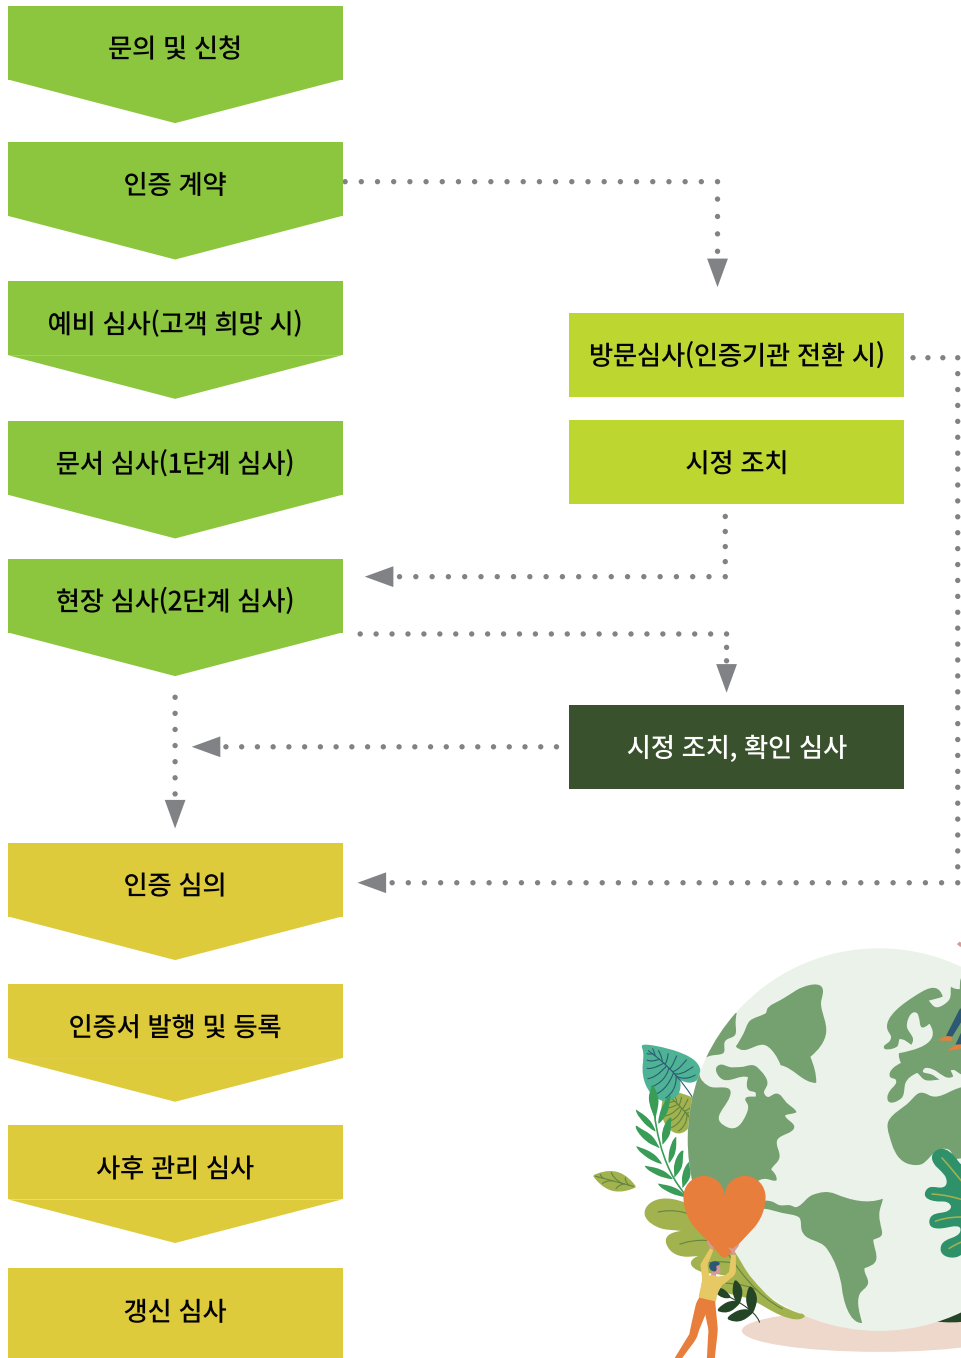 문의 및 신청
인증 계약
예비 심사(고객 희망 시)
방문심사(인증기관 전환 시)
문서 심사(1단계 심사)
시정 조치
현장 심사(2단계 심사)
시정 조치, 확인 심사
인증 심의
인증서 발행 및 등록
사후 관리 심사
갱신 심사